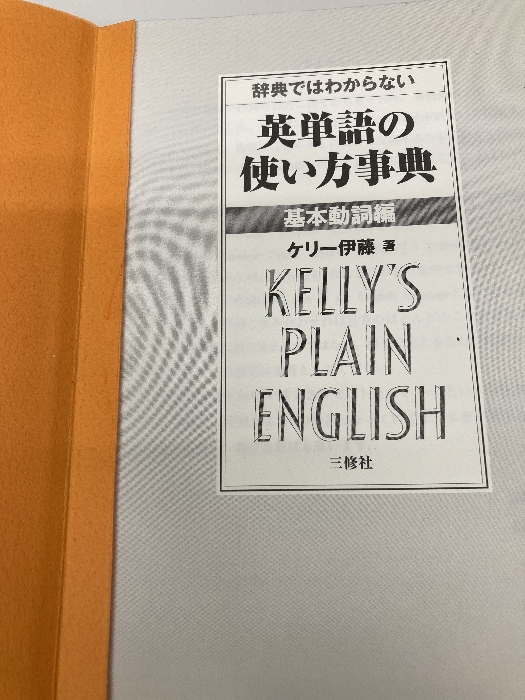 辞典ではわからない
英単語の
使い方事典
基本動詞編
ケリー伊藤 著
KELLY'S
PLAIN
ENGLISH
三修社